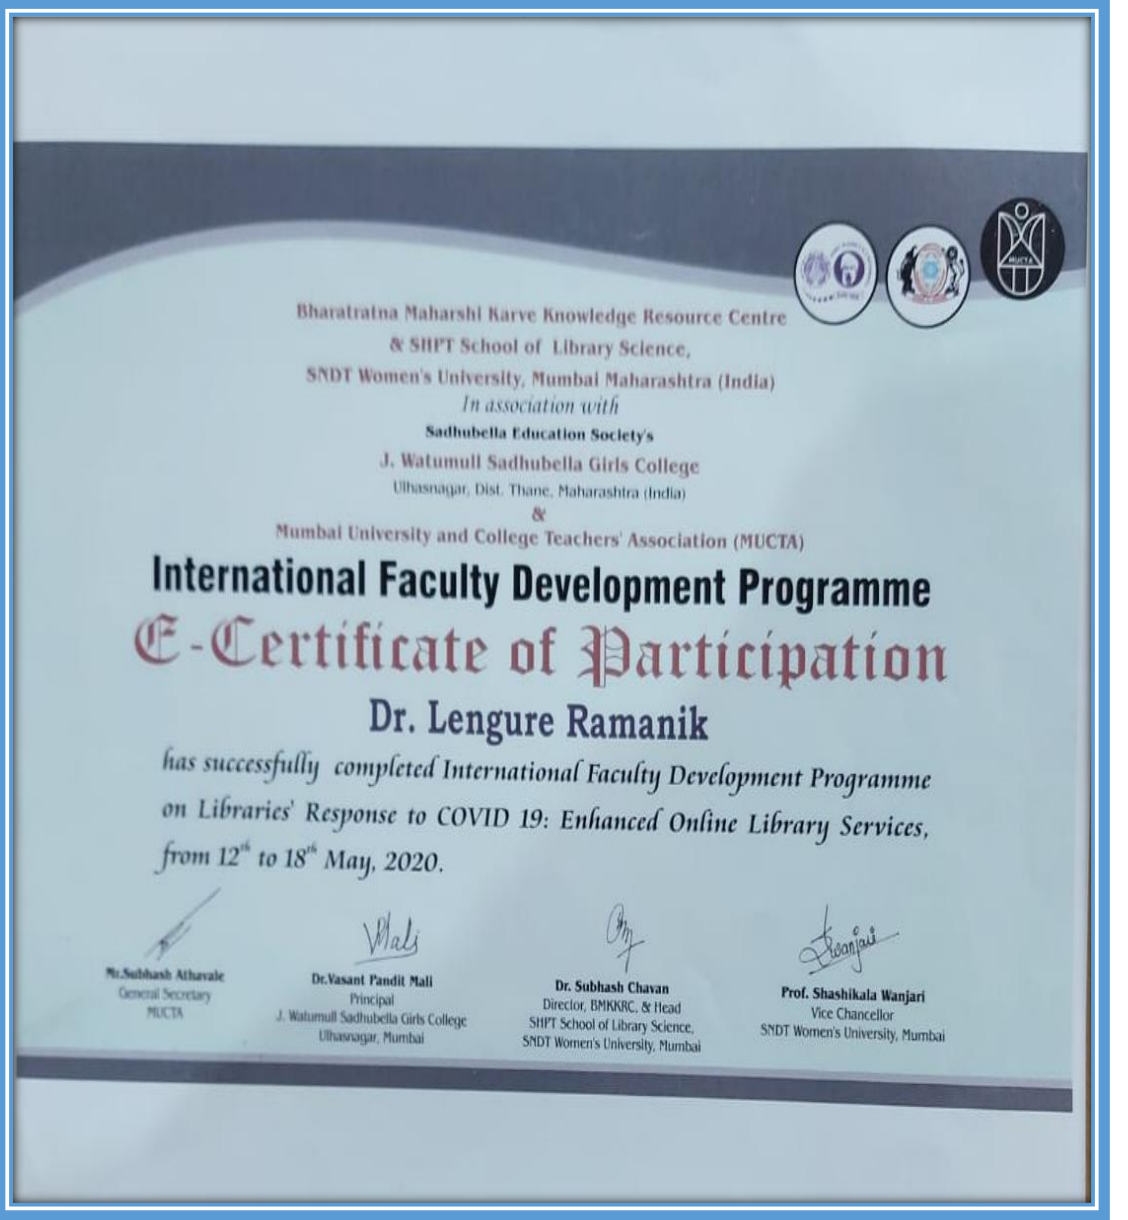 MUCTA
Bharatratna Maharshi Karve Knowledge Resource Centre
& SHPT School of Library Science,
SNDT Women's University, Mumbai Maharashtra (India)
In association with
Sadhubella Education Society's
J. Watumull Sadhubella Girls College
Ulhasnagar, Dist. Thane, Maharashtra (India)
&
Mumbai University and College Teachers' Association (MUCTA)
International Faculty Development Programme
E-Certificate of Participation
Dr. Lengure Ramanik
has successfully completed International Faculty Development Programme
on Libraries' Response to COVID 19: Enhanced Online Library Services,
from 12th to 18th May, 2020.
Mr.Subhash Athavale
General Secretary
MUCTA
Dr.Vasant Pandit Mali
Principal
J. Watumull Sadhubella Girls College
Ulhasnagar, Mumbai
Dr. Subhash Chavan
Director, BMKKRC, & Head
SHPT School of Library Science,
SNDT Women's University, Mumbai
Prof. Shashikala Wanjari
Vice Chancellor
SNDT Women's University, Mumbai